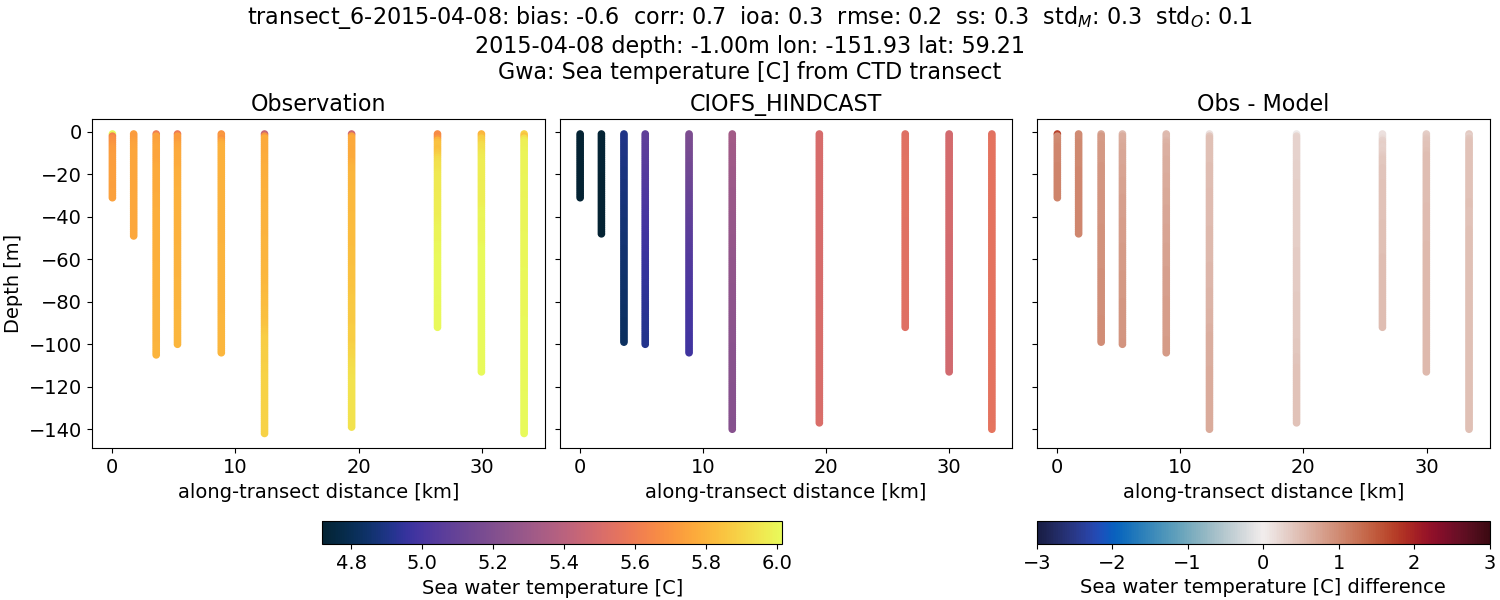 transect_6-2015-04-08: bias: -0.6  corr: 0.7  ioa: 0.3  rmse: 0.2  ss: 0.3  std_M: 0.3  std_O: 0.1
2015-04-08 depth: -1.00m lon: -151.93 lat: 59.21
Gwa: Sea temperature [C] from CTD transect
Observation
CIOFS_HINDCAST
Obs - Model
Depth [m]
0
−20
−40
−60
−80
−100
−120
−140
0 10 20 30
0 10 20 30
0 10 20 30
along-transect distance [km]
along-transect distance [km]
along-transect distance [km]
4.8 5.0 5.2 5.4 5.6 5.8 6.0
Sea water temperature [C]
−3 −2 −1 0 1 2 3
Sea water temperature [C] difference